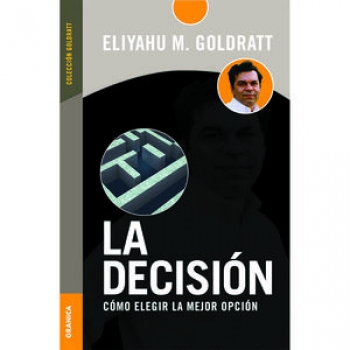 ELIYAHU M. GOLDRATT
COLECCIÓN GOLDRATT
LA
DECISIÓN
CÓMO ELEGIR LA MEJOR OPCIÓN
GRANICA